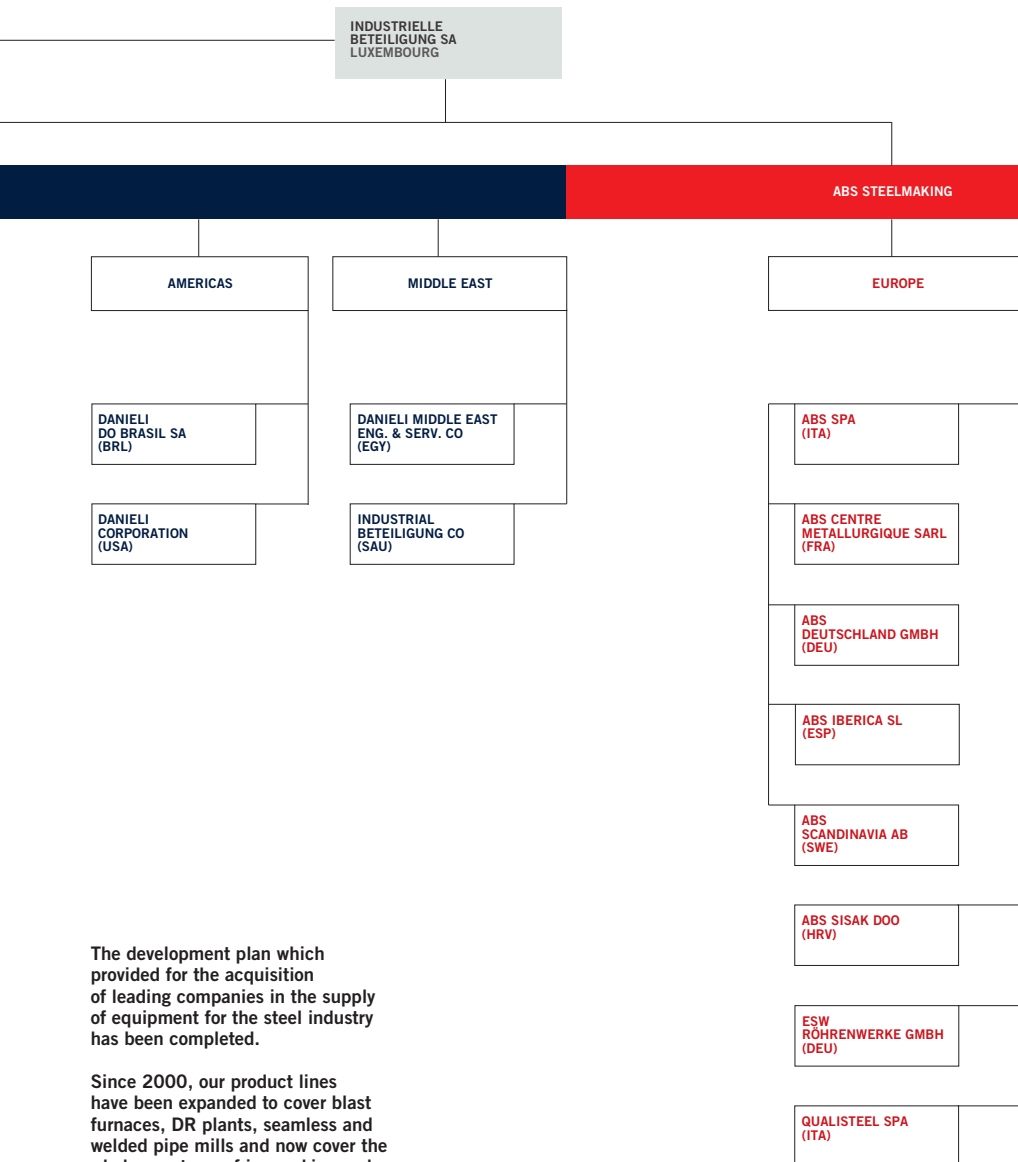 INDUSTRIELLE
BETEILIGUNG SA
LUXEMBOURG
ABS STEELMAKING
AMERICAS
MIDDLE EAST
EUROPE
DANIELI
DO BRASIL SA
(BRL)
DANIELI MIDDLE EAST
ENG. & SERV. CO
(EGY)
ABS SPA
(ITA)
DANIELI
CORPORATION
(USA)
INDUSTRIAL
BETEILIGUNG CO
(SAU)
ABS CENTRE
METALLURGIQUE SARL
(FRA)
ABS
DEUTSCHLAND GMBH
(DEU)
ABS IBERICA SL
(ESP)
ABS
SCANDINAVIA AB
(SWE)
ABS SISAK DOO
(HRV)
ESW
RÖHRENWERKE GMBH
(DEU)
QUALISTEEL SPA
(ITA)
The development plan which
provided for the acquisition
of leading companies in the supply
of equipment for the steel industry
has been completed.
Since 2000, our product lines
have been expanded to cover blast
furnaces, DR plants, seamless and
welded pipe mills and now cover the